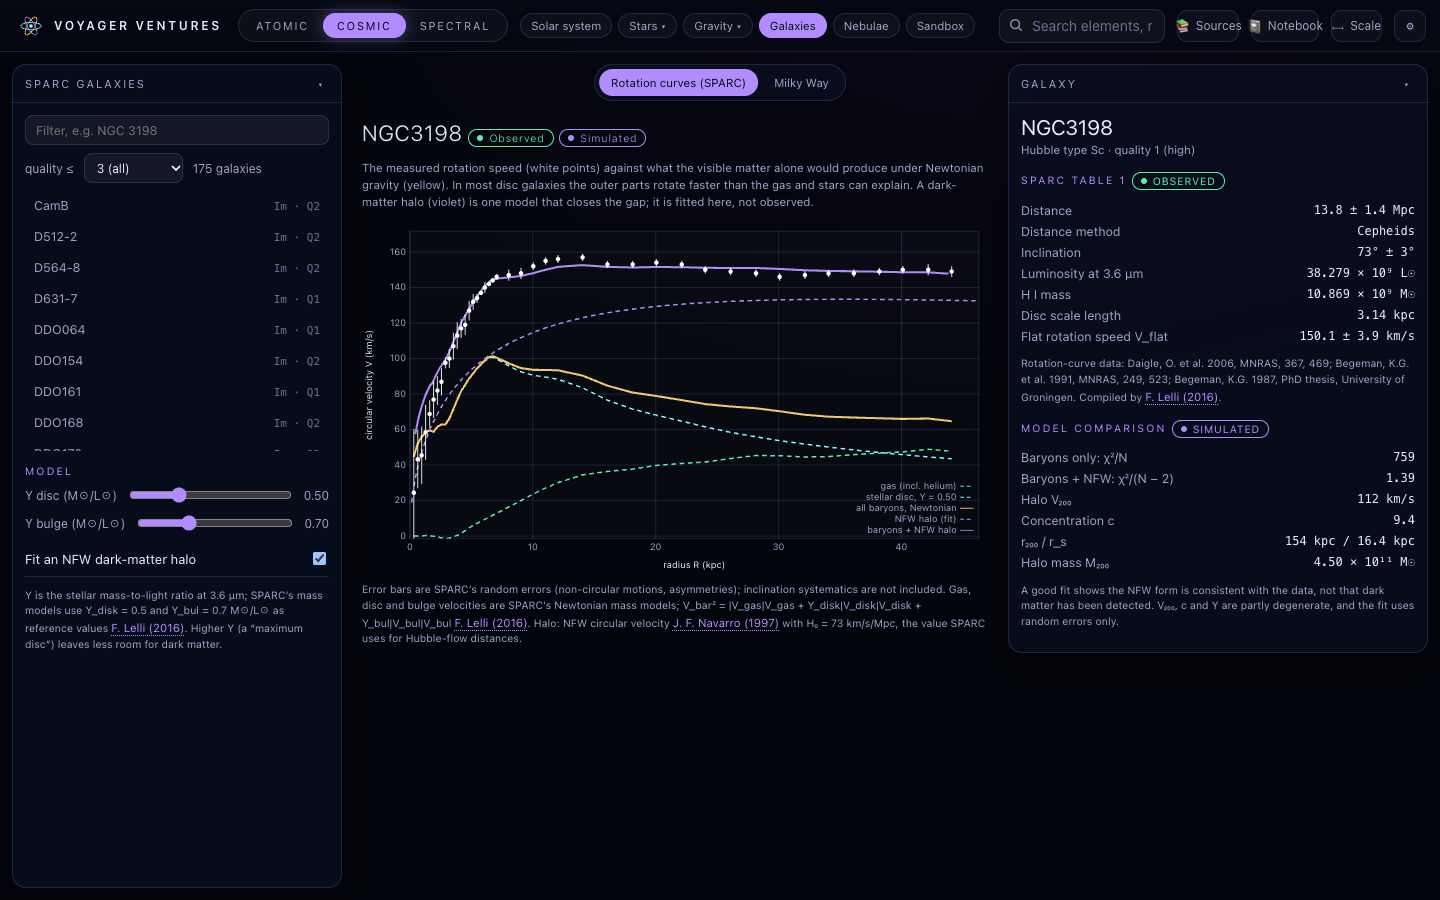 VOYAGER VENTURES
ATOMIC COSMIC SPECTRAL
Solar system Stars ▾ Gravity ▾ Galaxies Nebulae Sandbox
Search elements, r
Sources Notebook Scale
SPARC GALAXIES
Filter, e.g. NGC 3198
quality ≤ 3 (all) 175 galaxies
CamB Im · Q2
D512-2 Im · Q2
D564-8 Im · Q2
D631-7 Im · Q1
DDO064 Im · Q1
DDO154 Im · Q2
DDO161 Im · Q1
DDO168 Im · Q2
MODEL
Υ disc (M☉/L☉) 0.50
Υ bulge (M☉/L☉) 0.70
Fit an NFW dark-matter halo
Υ is the stellar mass-to-light ratio at 3.6 μm; SPARC's mass
models use Υ_disk = 0.5 and Υ_bul = 0.7 M☉/L☉ as
reference values F. Lelli (2016). Higher Υ (a “maximum
disc”) leaves less room for dark matter.
Rotation curves (SPARC) Milky Way
NGC3198 Observed Simulated
The measured rotation speed (white points) against what the visible matter alone would produce under Newtonian
gravity (yellow). In most disc galaxies the outer parts rotate faster than the gas and stars can explain. A dark-
matter halo (violet) is one model that closes the gap; it is fitted here, not observed.
160
140
120
100
80
60
40
20
0
circular velocity V (km/s)
gas (incl. helium)
stellar disc, Υ = 0.50
all baryons, Newtonian
NFW halo (fit)
baryons + NFW halo
0 10 20 30 40
radius R (kpc)
Error bars are SPARC's random errors (non-circular motions, asymmetries); inclination systematics are not included. Gas,
disc and bulge velocities are SPARC's Newtonian mass models; V_bar² = |V_gas|V_gas + Υ_disk|V_disk|V_disk +
Υ_bul|V_bul|V_bul F. Lelli (2016). Halo: NFW circular velocity J. F. Navarro (1997) with H₀ = 73 km/s/Mpc, the value SPARC
uses for Hubble-flow distances.
GALAXY
NGC3198
Hubble type Sc · quality 1 (high)
SPARC TABLE 1 OBSERVED
Distance 13.8 ± 1.4 Mpc
Distance method Cepheids
Inclination 73° ± 3°
Luminosity at 3.6 μm 38.279 × 10⁹ L☉
H I mass 10.869 × 10⁹ M☉
Disc scale length 3.14 kpc
Flat rotation speed V_flat 150.1 ± 3.9 km/s
Rotation-curve data: Daigle, O. et al. 2006, MNRAS, 367, 469; Begeman, K.G.
et al. 1991, MNRAS, 249, 523; Begeman, K.G. 1987, PhD thesis, University of
Groningen. Compiled by F. Lelli (2016).
MODEL COMPARISON SIMULATED
Baryons only: χ²/N 759
Baryons + NFW: χ²/(N − 2) 1.39
Halo V₂₀₀ 112 km/s
Concentration c 9.4
r₂₀₀ / r_s 154 kpc / 16.4 kpc
Halo mass M₂₀₀ 4.50 × 10¹¹ M☉
A good fit shows the NFW form is consistent with the data, not that dark
matter has been detected. V₂₀₀, c and Υ are partly degenerate, and the fit uses
random errors only.